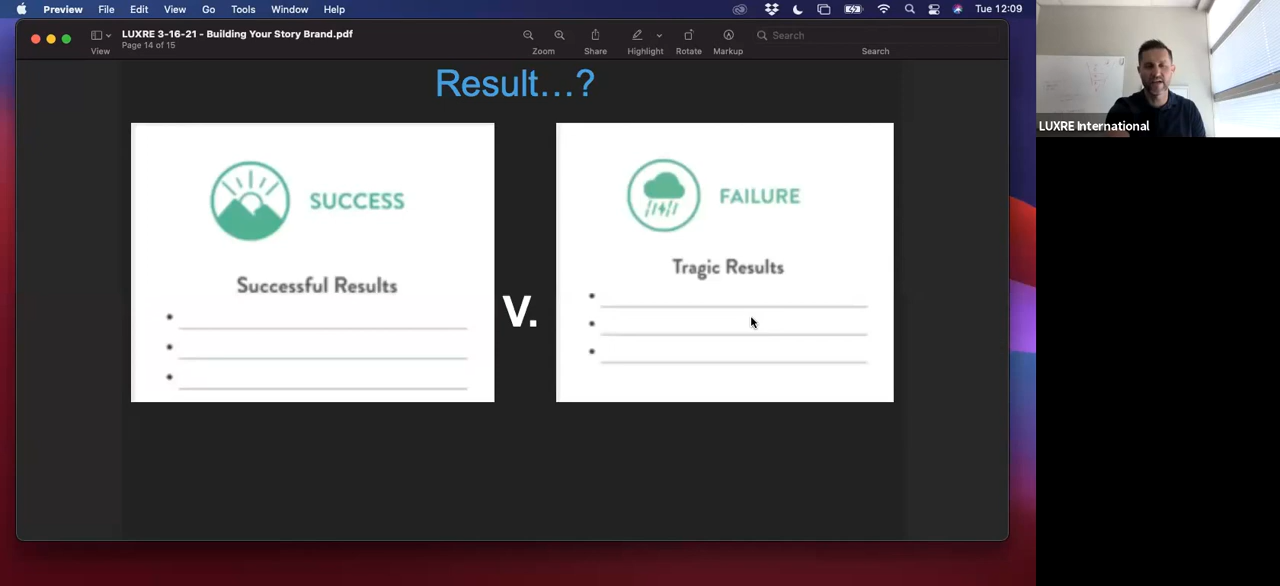 Preview File Edit View Go Tools Window Help Tue 12:09
LUXRE 3-16-21 - Building Your Story Brand.pdf
Page 14 of 15
Search
View Zoom Share Highlight Rotate Markup Search
Result...?
SUCCESS
Successful Results
V.
FAILURE
Tragic Results
LUXRE International